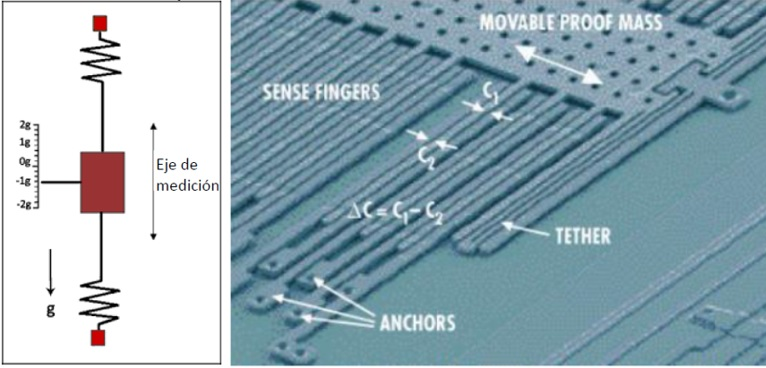 2g
1g
0g
-1g
-2g
Eje de
medición
g
MOVABLE PROOF MASS
SENSE FINGERS
C1
C2
ΔC = C1 - C2
TETHER
ANCHORS